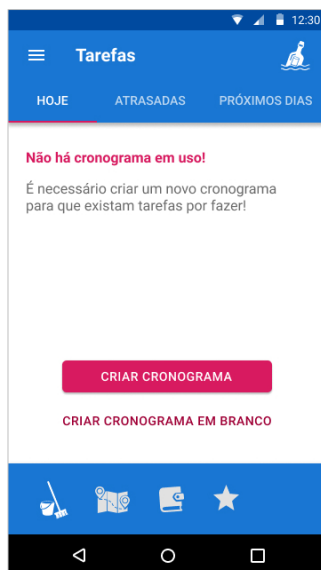 12:30
Tarefas
HOJE ATRASADAS PRÓXIMOS DIAS
Não há cronograma em uso!
É necessário criar um novo cronograma
para que existam tarefas por fazer!
CRIAR CRONOGRAMA
CRIAR CRONOGRAMA EM BRANCO